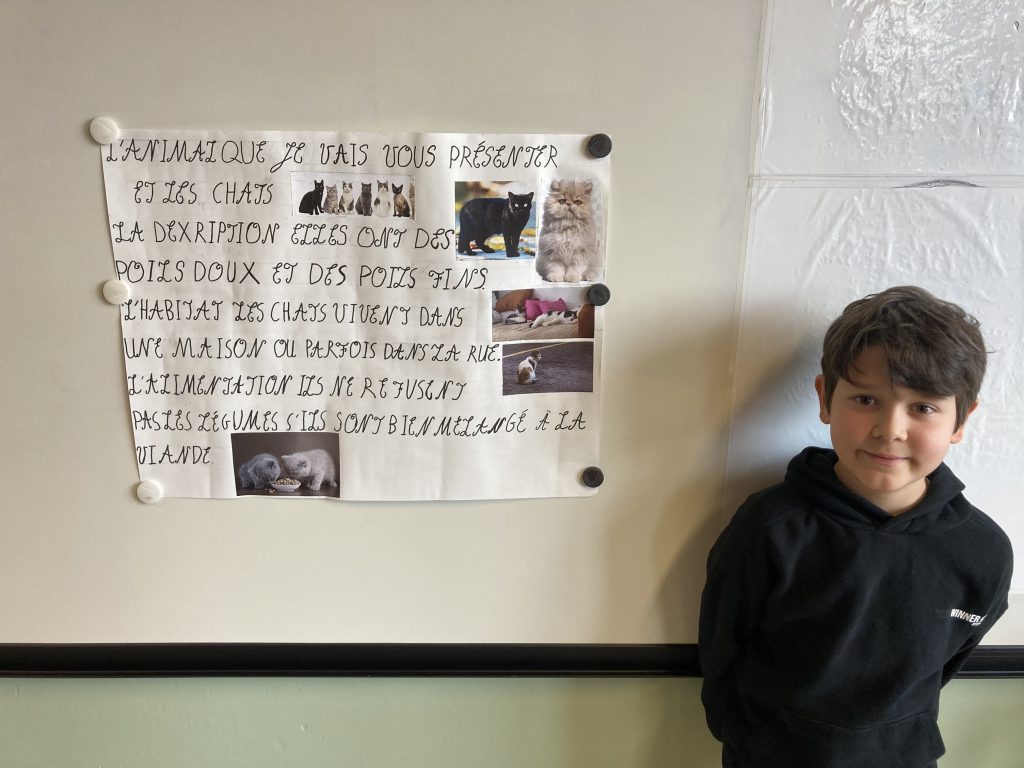 L'ANIMAL QUE JE VAIS VOUS PRÉSENTER
ET LES CHATS
LA DEXRIPTION ELLES ONT DES
POILS DOUX ET DES POILS FINS.
L'HABITAT LES CHATS VIVENT DANS
UNE MAISON OU PARFOIS DANS LA RUE.
L'ALIMENTATION ILS NE REFUSENT
PAS LES LÉGUMES S'ILS SONT BIEN MELANGÉ À LA
VIANDE.